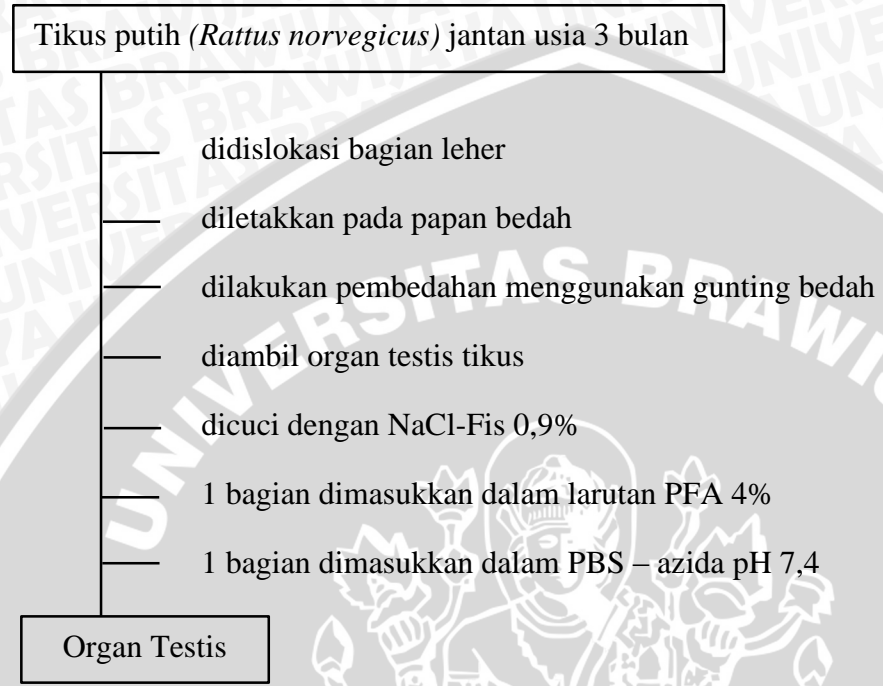 Tikus putih (Rattus norvegicus) jantan usia 3 bulan
didislokasi bagian leher
diletakkan pada papan bedah
dilakukan pembedahan menggunakan gunting bedah
diambil organ testis tikus
dicuci dengan NaCl-Fis 0,9%
1 bagian dimasukkan dalam larutan PFA 4%
1 bagian dimasukkan dalam PBS – azida pH 7,4
Organ Testis
UNIVERSITAS BRAWIJ